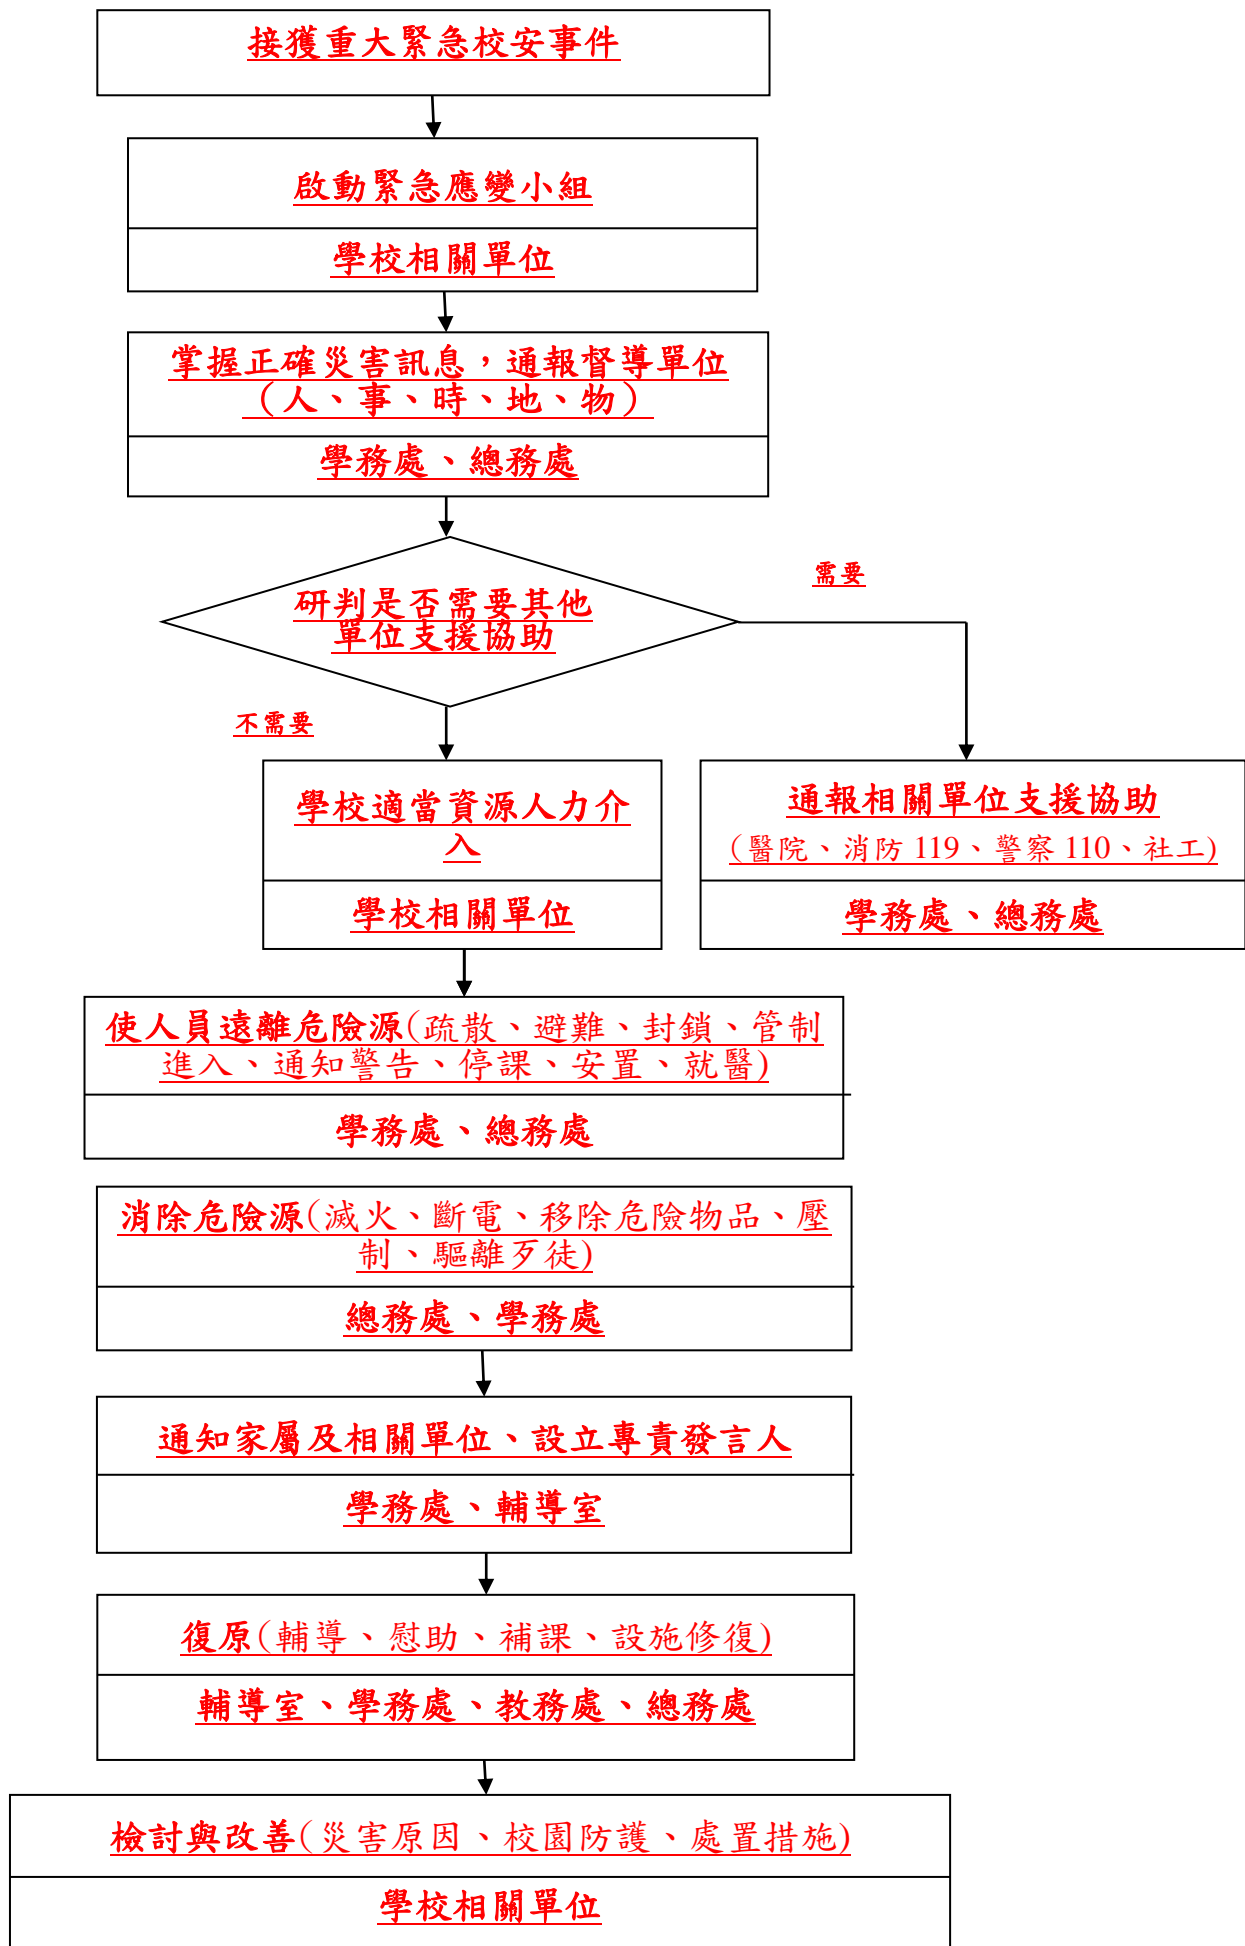 接獲重大緊急校安事件
啟動緊急應變小組
學校相關單位
掌握正確災害訊息，通報督導單位
（人、事、時、地、物）
學務處、總務處
研判是否需要其他
單位支援協助
需要
不需要
學校適當資源人力介
入
學校相關單位
通報相關單位支援協助
(醫院、消防 119、警察 110、社工)
學務處、總務處
使人員遠離危險源(疏散、避難、封鎖、管制
進入、通知警告、停課、安置、就醫)
學務處、總務處
消除危險源(滅火、斷電、移除危險物品、壓
制、驅離歹徒)
總務處、學務處
通知家屬及相關單位、設立專責發言人
學務處、輔導室
復原(輔導、慰助、補課、設施修復)
輔導室、學務處、教務處、總務處
檢討與改善(災害原因、校園防護、處置措施)
學校相關單位